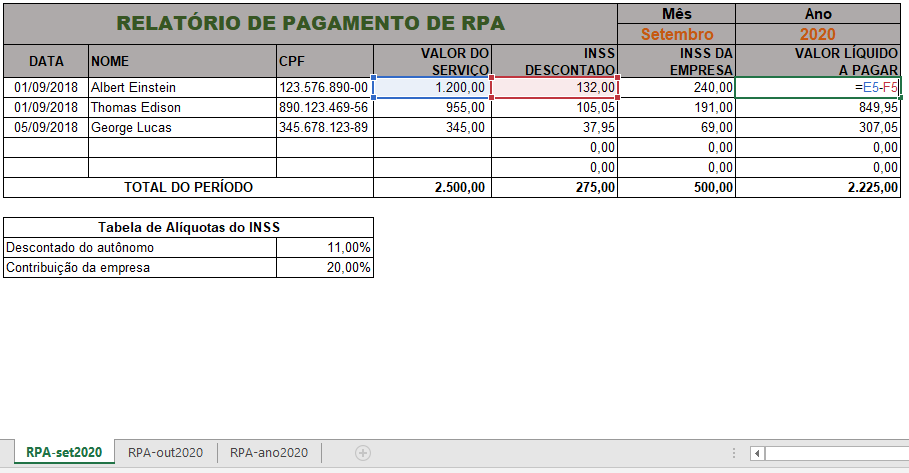 RELATÓRIO DE PAGAMENTO DE RPA
Mês Ano
Setembro 2020
DATA NOME CPF VALOR DO SERVIÇO INSS DESCONTADO INSS DA EMPRESA VALOR LÍQUIDO A PAGAR
01/09/2018 Albert Einstein 123.576.890-00 1.200,00 132,00 240,00 =E5-F5
01/09/2018 Thomas Edison 890.123.469-56 955,00 105,05 191,00 849,95
05/09/2018 George Lucas 345.678.123-89 345,00 37,95 69,00 307,05
0,00 0,00 0,00
0,00 0,00 0,00
TOTAL DO PERÍODO 2.500,00 275,00 500,00 2.225,00
Tabela de Alíquotas do INSS
Descontado do autônomo 11,00%
Contribuição da empresa 20,00%
RPA-set2020 RPA-out2020 RPA-ano2020